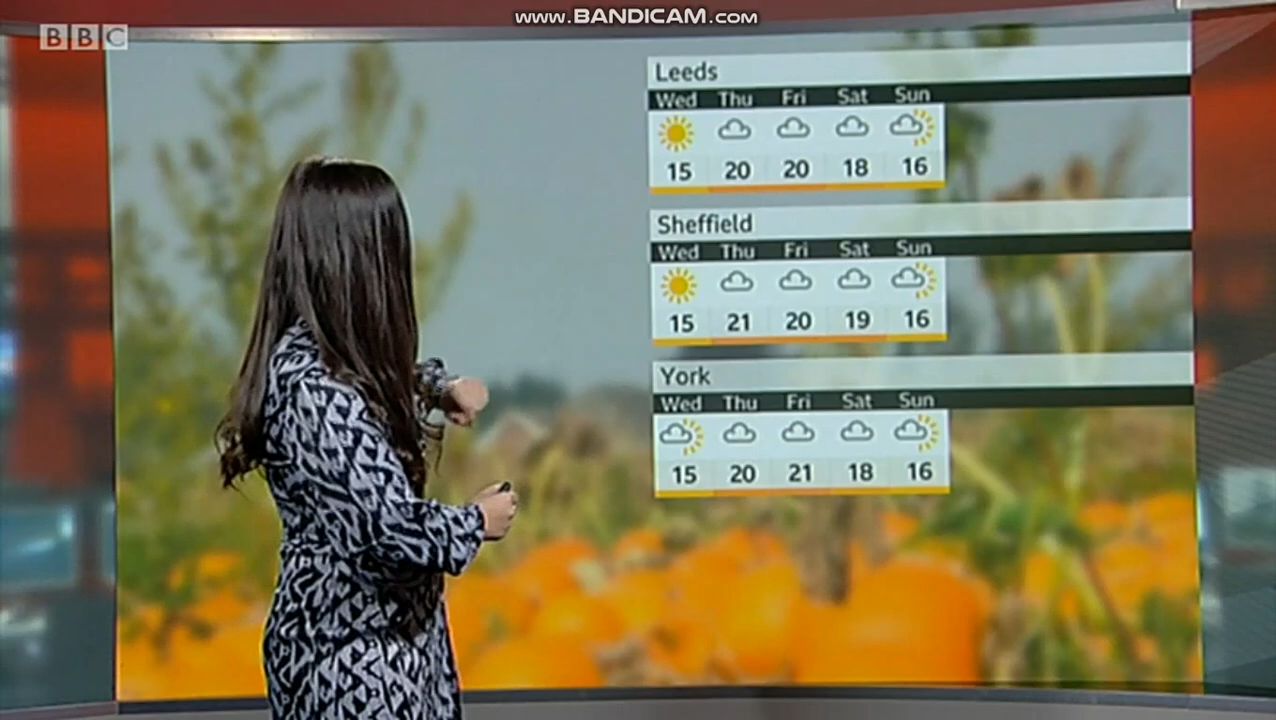 www.BANDICAM.com
BBC
Leeds
Wed Thu Fri Sat Sun
15 20 20 18 16
Sheffield
Wed Thu Fri Sat Sun
15 21 20 19 16
York
Wed Thu Fri Sat Sun
15 20 21 18 16